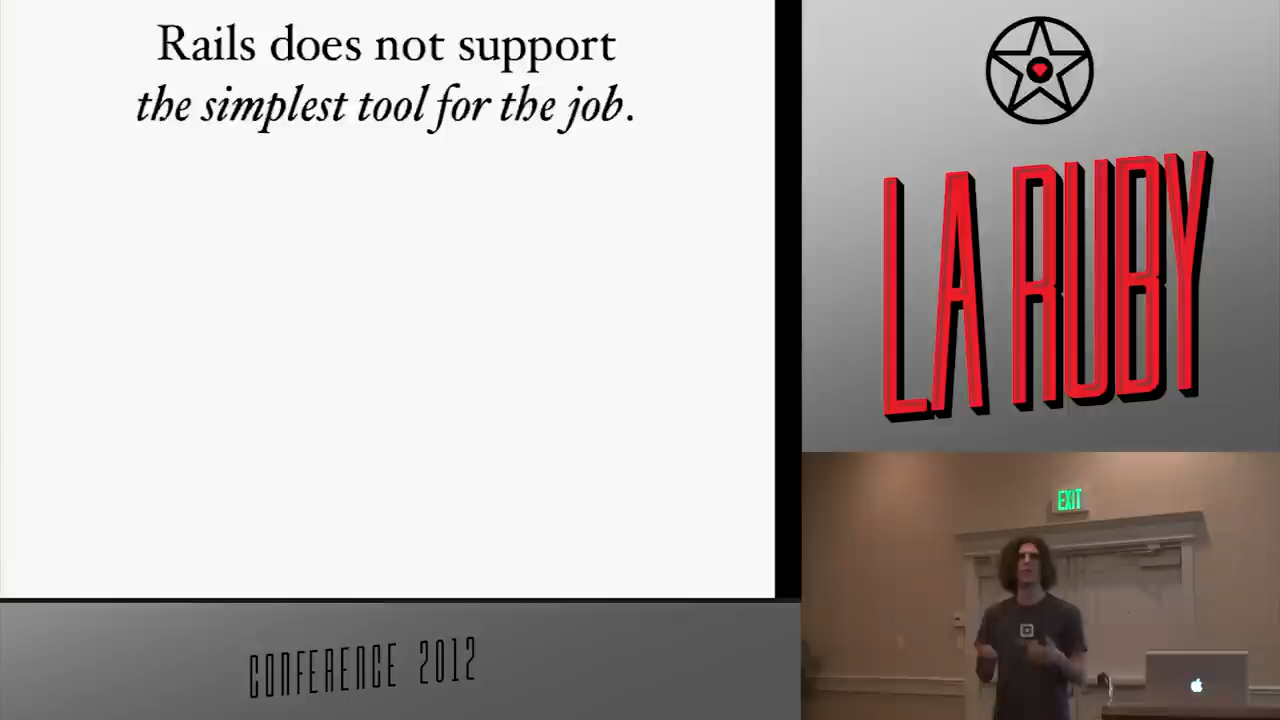 Rails does not support
the simplest tool for the job.
LA RUBY
EXIT
CONFERENCE 2012